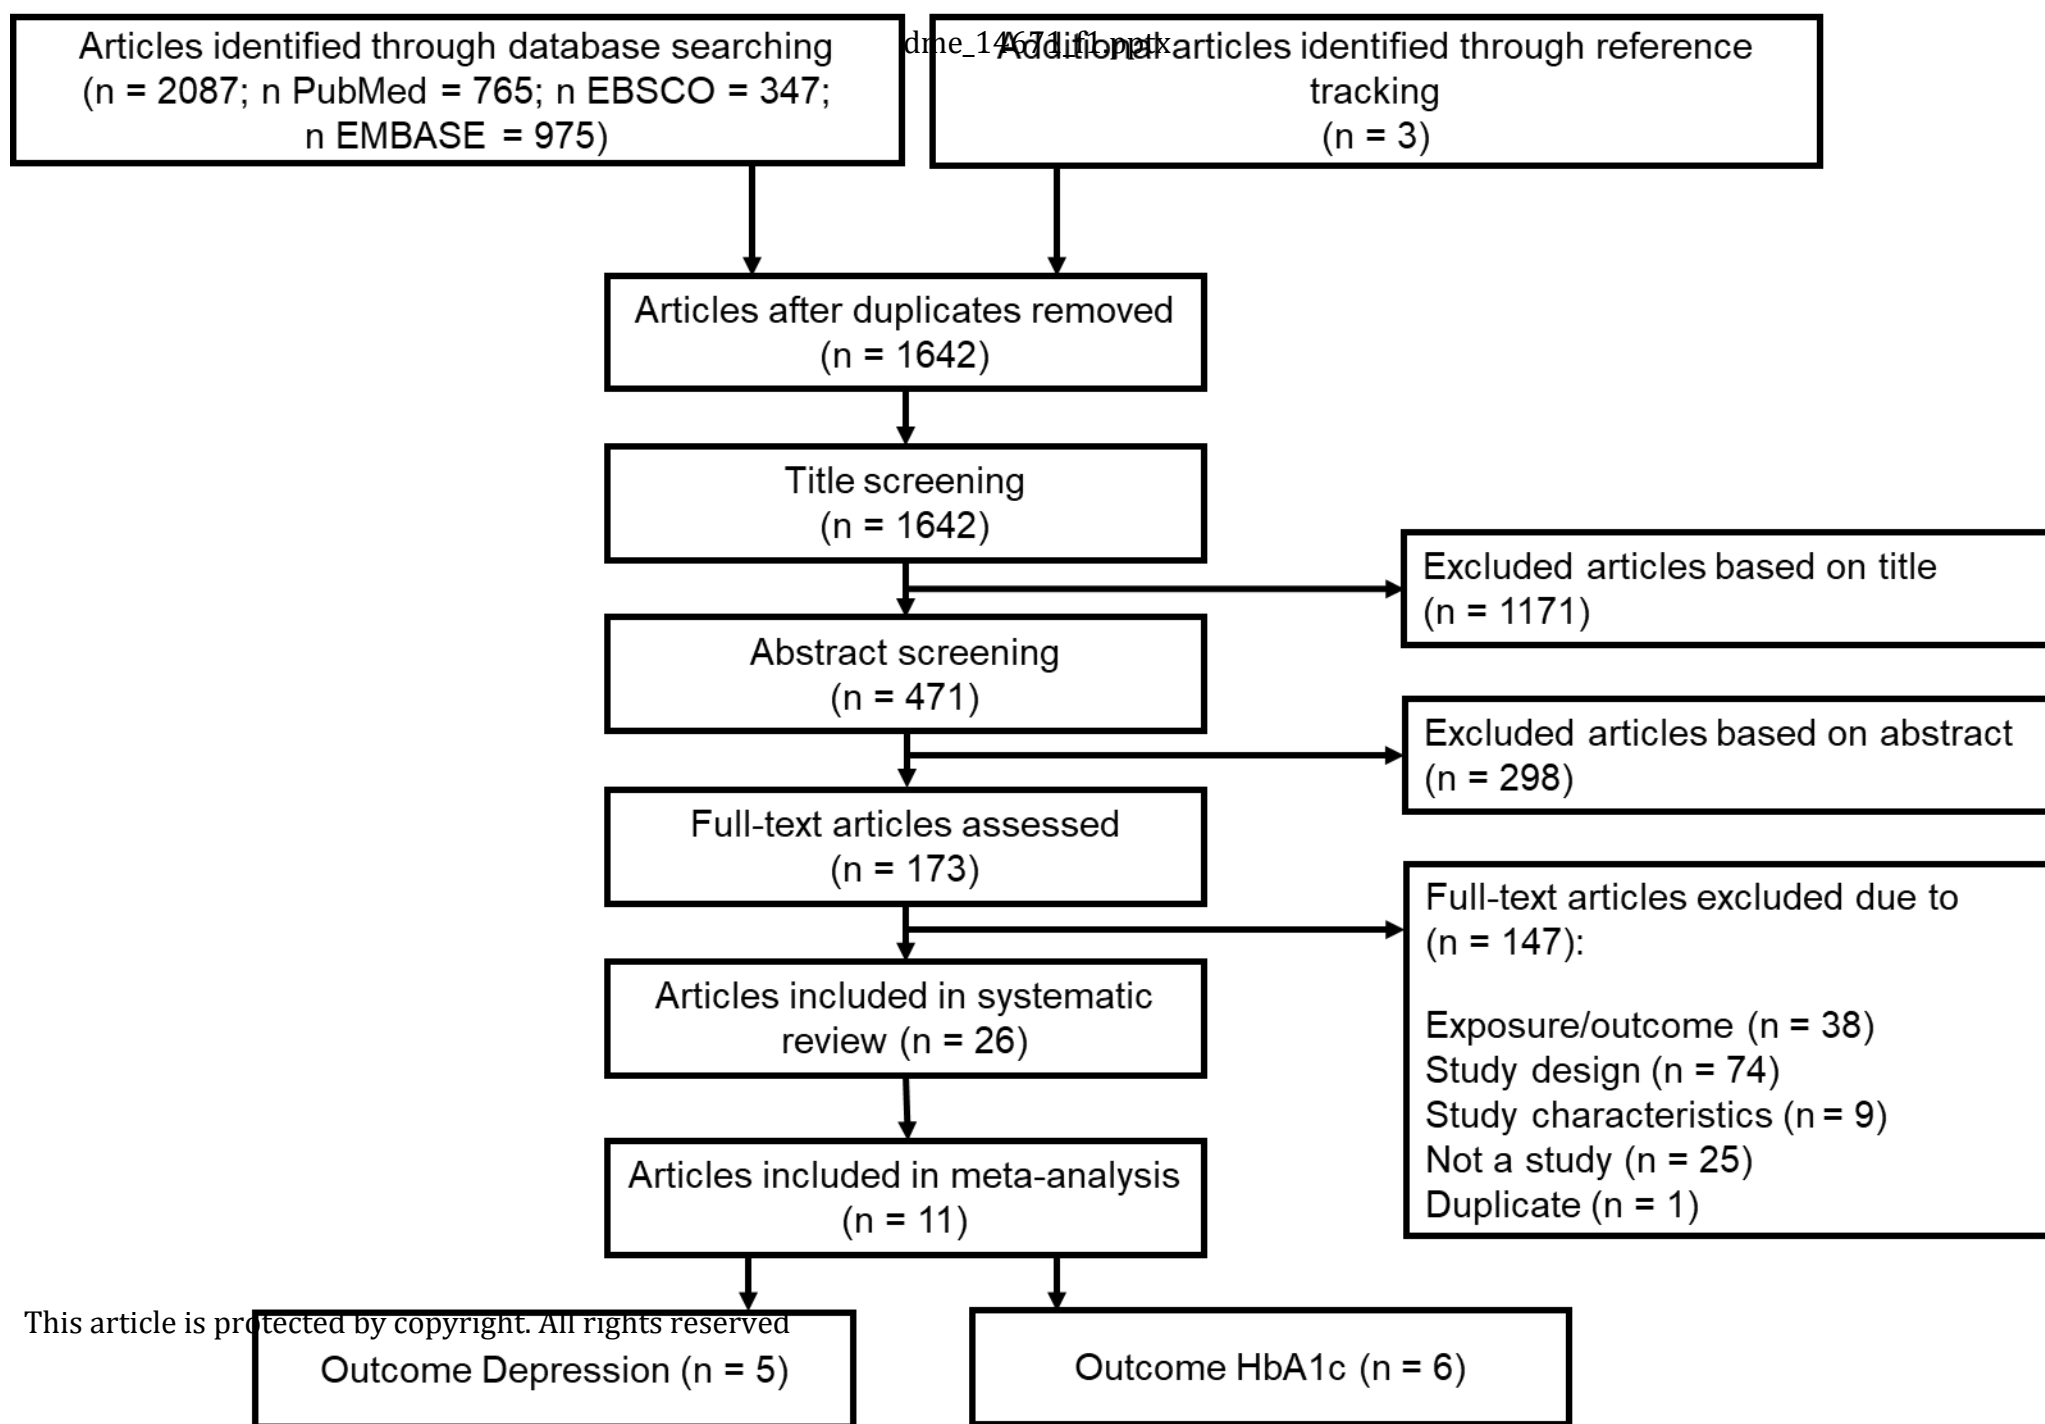 Articles identified through database searching
(n = 2087; n PubMed = 765; n EBSCO = 347;
n EMBASE = 975)
dme_14671_f1.pptx
Additional articles identified through reference
tracking
(n = 3)
Articles after duplicates removed
(n = 1642)
Title screening
(n = 1642)
Excluded articles based on title
(n = 1171)
Abstract screening
(n = 471)
Excluded articles based on abstract
(n = 298)
Full-text articles assessed
(n = 173)
Full-text articles excluded due to
(n = 147):
Exposure/outcome (n = 38)
Study design (n = 74)
Study characteristics (n = 9)
Not a study (n = 25)
Duplicate (n = 1)
Articles included in systematic
review (n = 26)
Articles included in meta-analysis
(n = 11)
This article is protected by copyright. All rights reserved
Outcome Depression (n = 5)
Outcome HbA1c (n = 6)